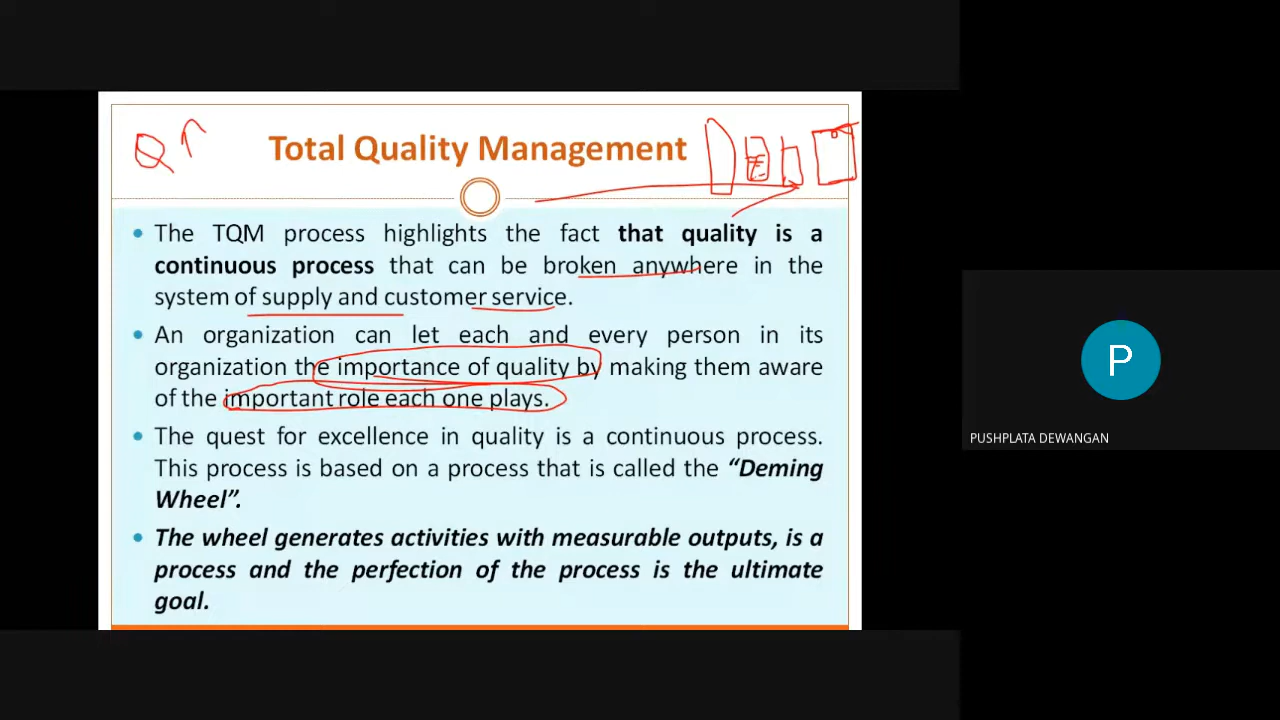 Q ↑
Total Quality Management
• The TQM process highlights the fact that quality is a
continuous process that can be broken anywhere in the
system of supply and customer service.
• An organization can let each and every person in its
organization the importance of quality by making them aware
of the important role each one plays.
• The quest for excellence in quality is a continuous process.
This process is based on a process that is called the “Deming
Wheel”.
• The wheel generates activities with measurable outputs, is a
process and the perfection of the process is the ultimate
goal.
P
PUSHPLATA DEWANGAN